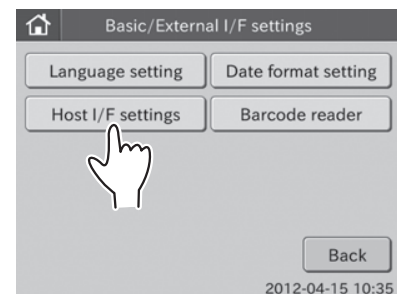 Basic/External I/F settings
Language setting Date format setting
Host I/F settings Barcode reader
Back
2012-04-15 10:35